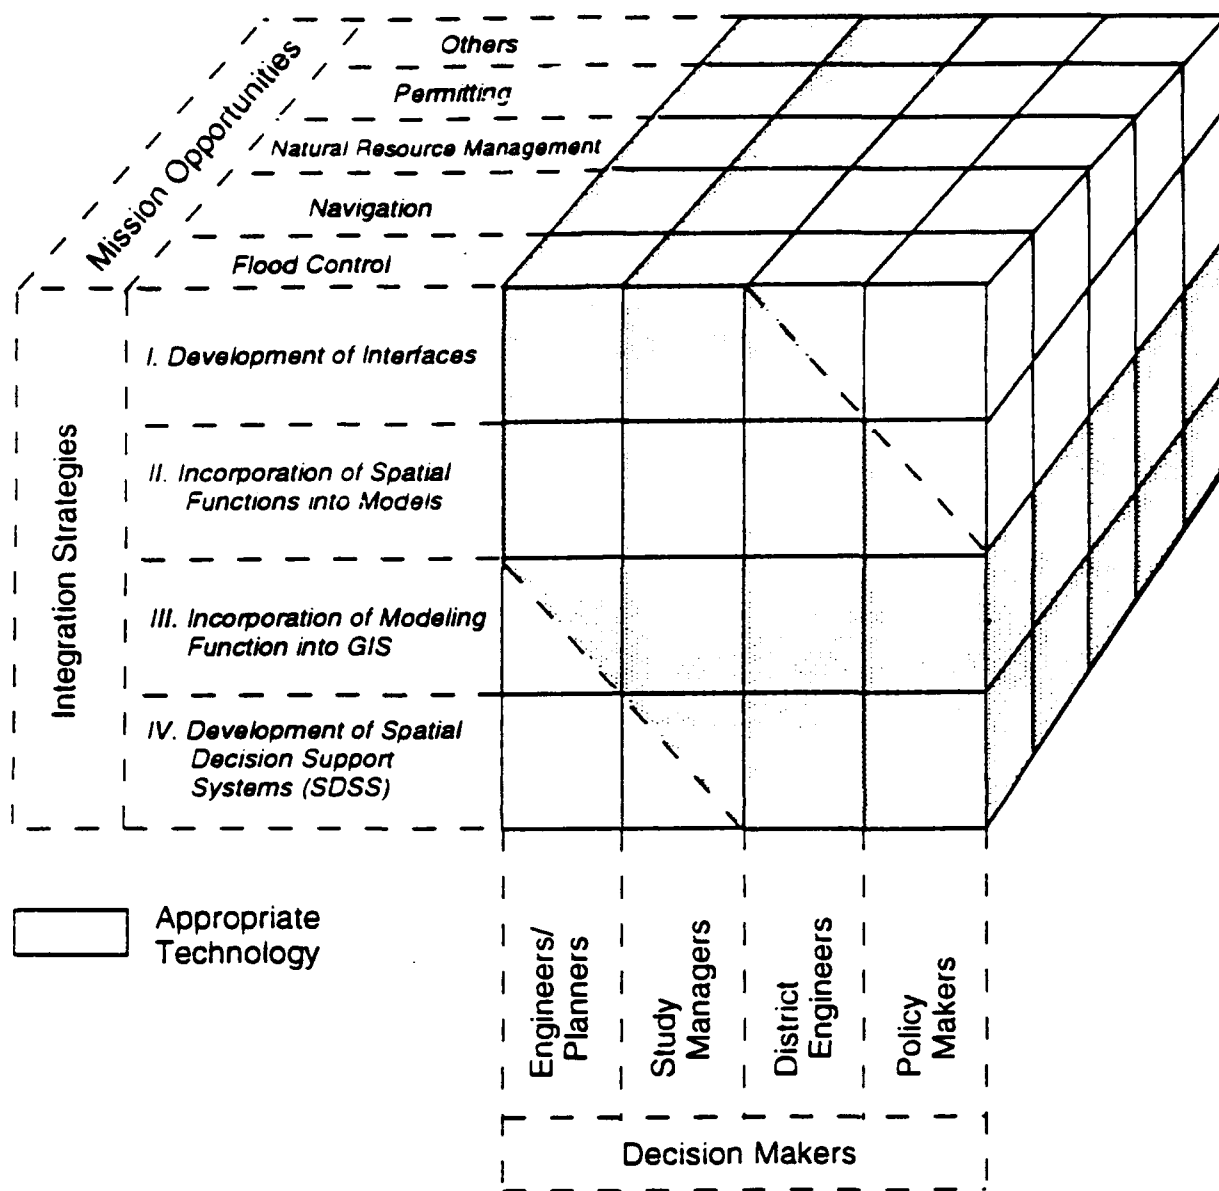 Others
Permitting
Natural Resource Management
Navigation
Flood Control
Mission Opportunities
Integration Strategies
I. Development of Interfaces
II. Incorporation of Spatial
Functions into Models
III. Incorporation of Modeling
Function into GIS
IV. Development of Spatial
Decision Support
Systems (SDSS)
Appropriate
Technology
Engineers/
Planners
Study
Managers
District
Engineers
Policy
Makers
Decision Makers